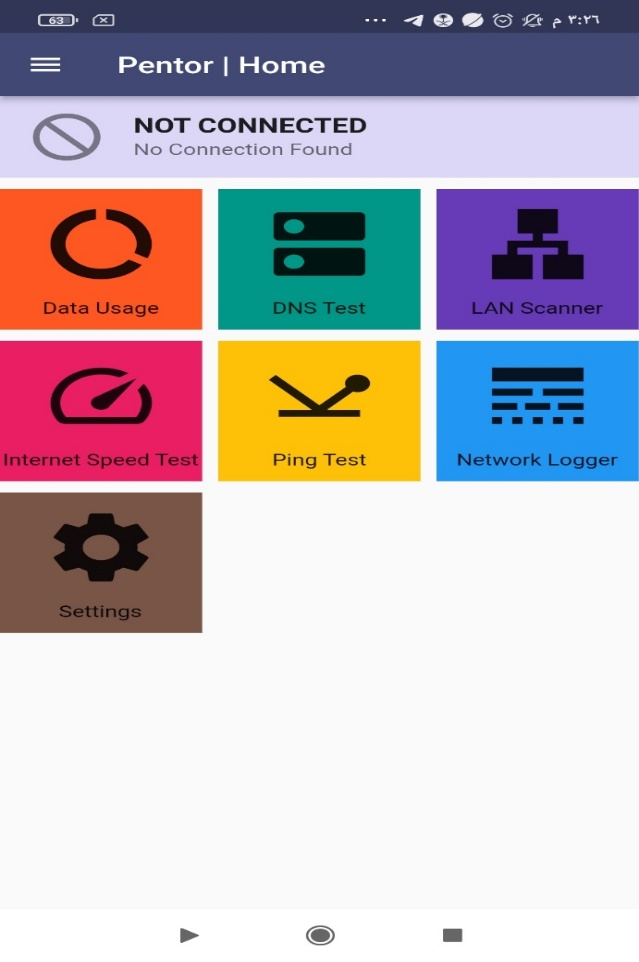 63
م ٣:٢٦
Pentor | Home
NOT CONNECTED
No Connection Found
Data Usage
DNS Test
LAN Scanner
Internet Speed Test
Ping Test
Network Logger
Settings